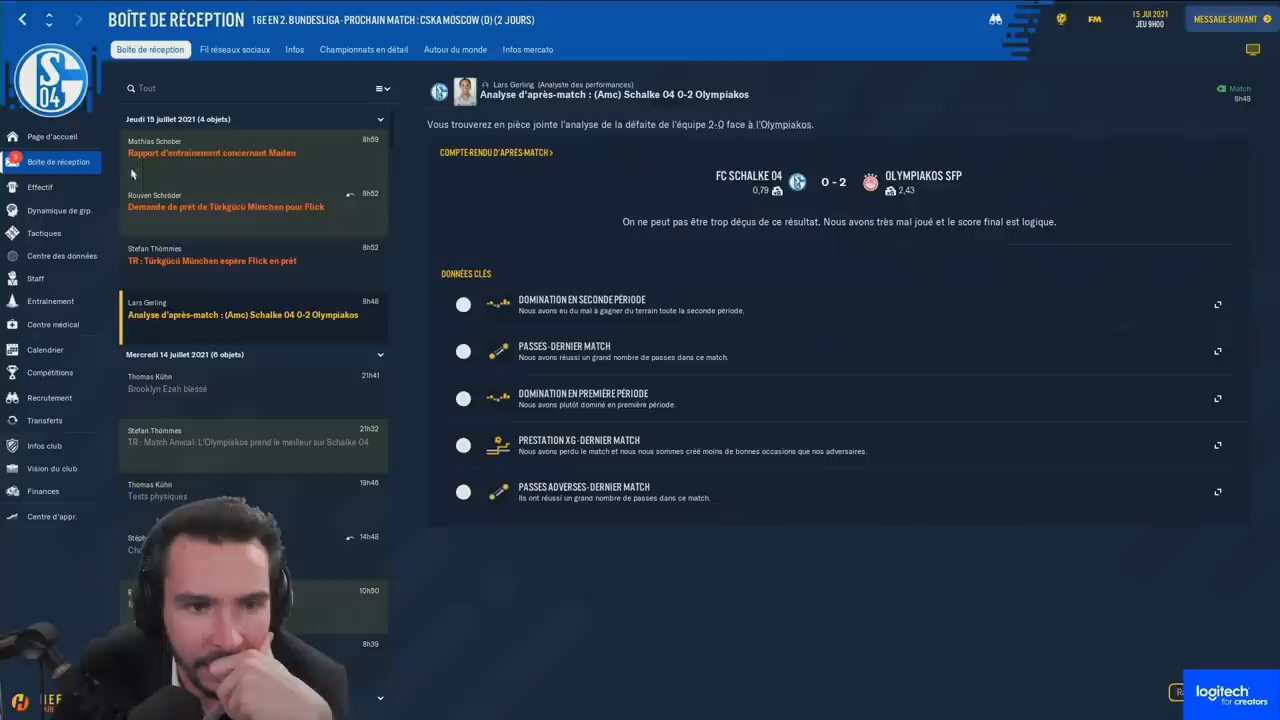 BOÎTE DE RÉCEPTION
16E EN 2. BUNDESLIGA - PROCHAIN MATCH : CSKA MOSCOW (D) (2 JOURS)
FM
15 JUI 2021
JEU 9H00
MESSAGE SUIVANT
Boîte de réception
Fil réseaux sociaux
Infos
Championnats en détail
Autour du monde
Infos mercato
S
04
Page d'accueil
3
Boîte de réception
Effectif
Dynamique de grp.
Tactiques
Centre des données
Staff
Entraînement
Centre médical
Calendrier
Compétitions
Recrutement
Transferts
Infos club
Vision du club
Finances
Centre d'appr.
Tout
Jeudi 15 juillet 2021 (4 objets)
Mathias Schober
8h59
Rapport d'entraînement concernant Maden
Rouven Schröder
8h52
Demande de prêt de Türkgücü München pour Flick
Stefan Thömmes
8h52
TR : Türkgücü München espère Flick en prêt
Lars Gerling
8h48
Analyse d'après-match : (Amc) Schalke 04 0-2 Olympiakos
Mercredi 14 juillet 2021 (6 objets)
Thomas Kühn
21h41
Brooklyn Ezeh blessé
Stefan Thömmes
21h32
TR : Match Amical: L'Olympiakos prend le meilleur sur Schalke 04
Thomas Kühn
19h46
Tests physiques
14h48
10h50
8h39
Lars Gerling (Analyste des performances)
Analyse d'après-match : (Amc) Schalke 04 0-2 Olympiakos
Match
8h48
Vous trouverez en pièce jointe l'analyse de la défaite de l'équipe 2-0 face à l'Olympiakos.
COMPTE-RENDU D'APRÈS-MATCH >
FC SCHALKE 04
0,79
0 - 2
OLYMPIAKOS SFP
2,43
On ne peut pas être trop déçus de ce résultat. Nous avons très mal joué et le score final est logique.
DONNÉES CLÉS
DOMINATION EN SECONDE PÉRIODE
Nous avons eu du mal à gagner du terrain toute la seconde période.
PASSES - DERNIER MATCH
Nous avons réussi un grand nombre de passes dans ce match.
DOMINATION EN PREMIÈRE PÉRIODE
Nous avons plutôt dominé en première période.
PRESTATION XG - DERNIER MATCH
Nous avons perdu le match et nous nous sommes créé moins de bonnes occasions que nos adversaires.
PASSES ADVERSES - DERNIER MATCH
Ils ont réussi un grand nombre de passes dans ce match.
logitech
for creators